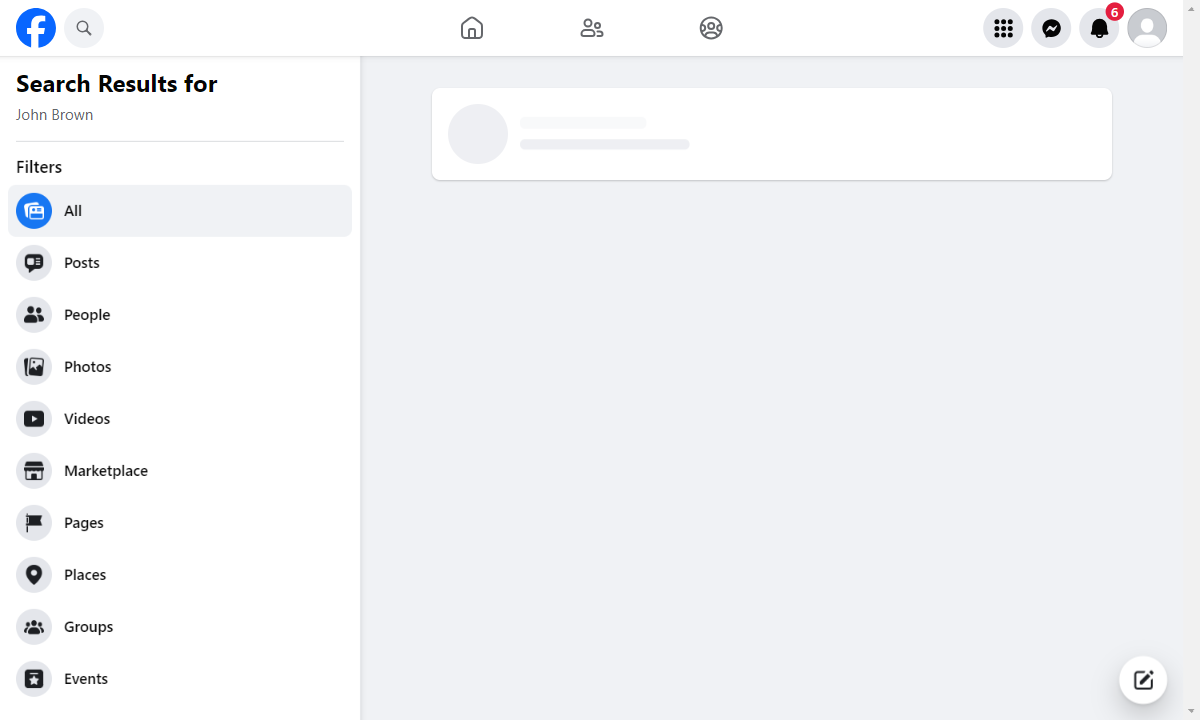 6
Search Results for
John Brown
Filters
All
Posts
People
Photos
Videos
Marketplace
Pages
Places
Groups
Events